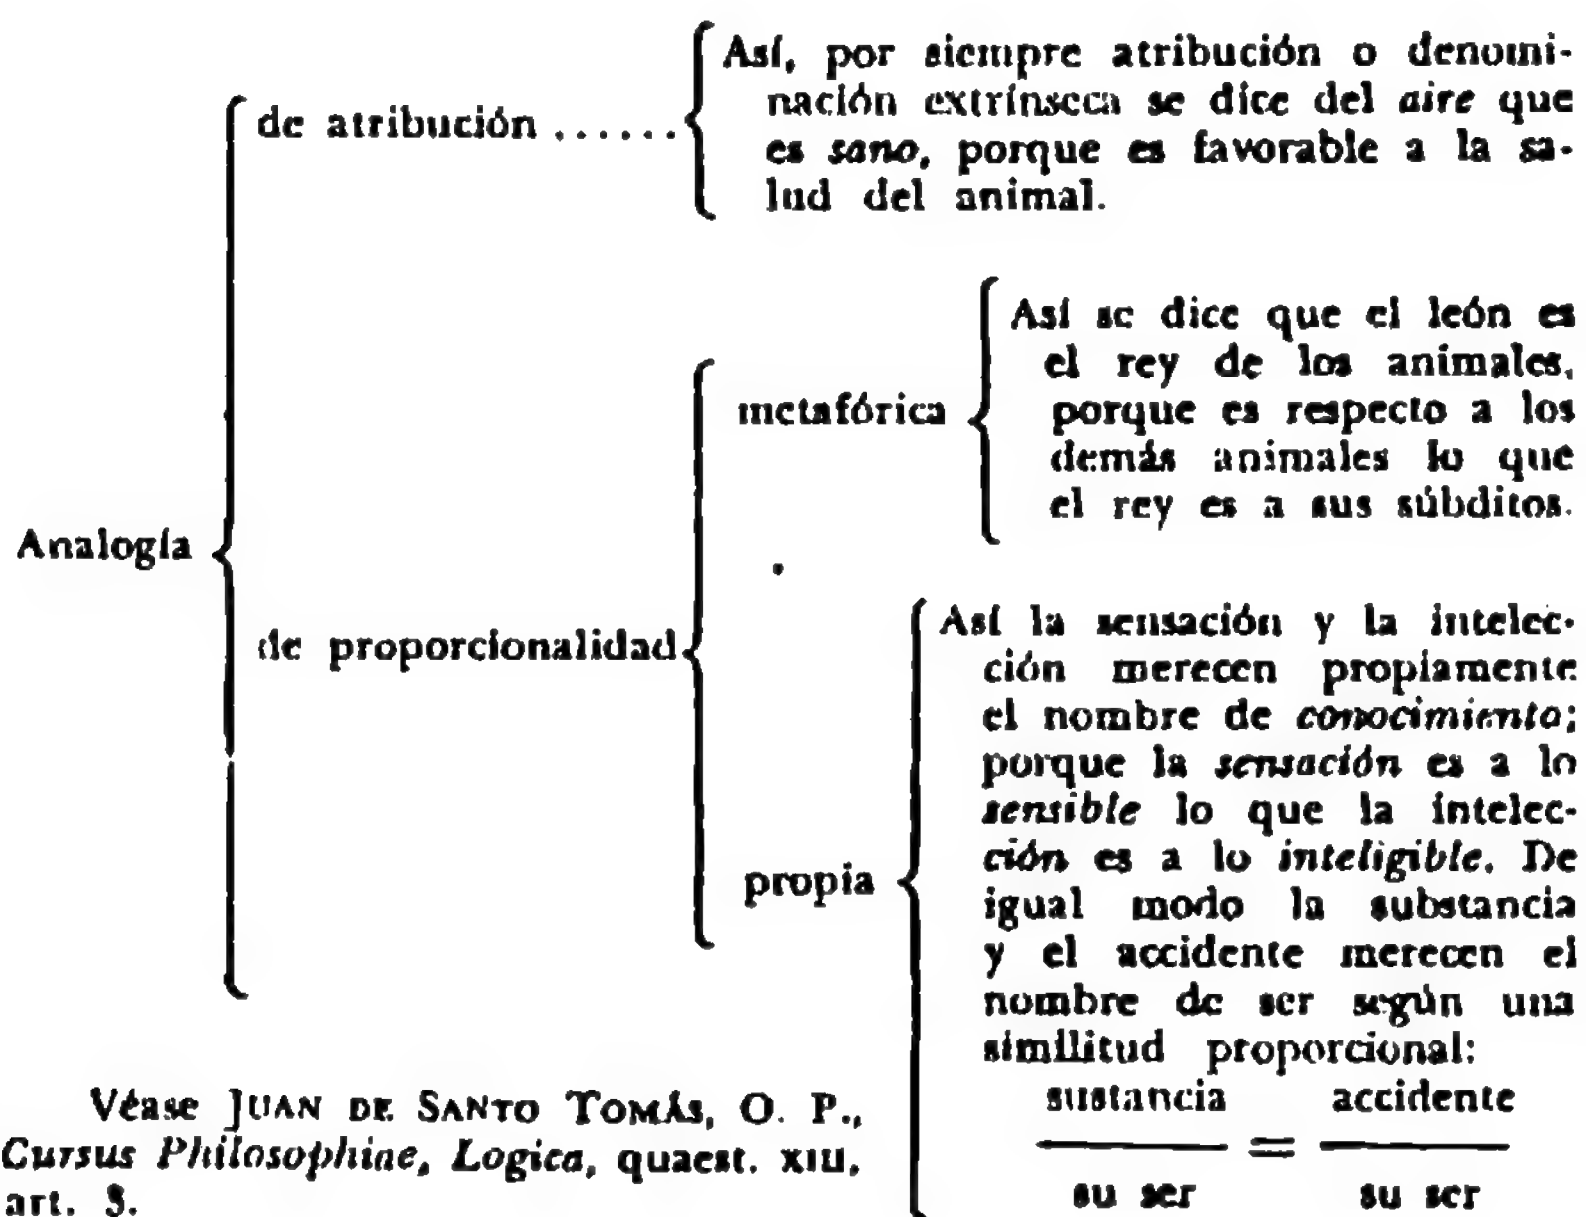 Así, por siempre atribución o denomi-
nación extrínseca se dice del aire que
de atribución ......
es sano, porque es favorable a la sa-
lud del animal.
Así se dice que el león es
el rey de los animales,
metafórica
porque es respecto a los
demás animales lo que
el rey es a sus súbditos.
Analogía
de proporcionalidad
Así la sensación y la intelec-
ción merecen propiamente
el nombre de conocimiento;
porque la sensación es a lo
sensible lo que la intelec-
ción es a lo inteligible. De
propia
igual modo la substancia
y el accidente merecen el
nombre de ser según una
similitud proporcional:
sustancia accidente
=
su ser su ser
Véase JUAN DE SANTO TOMÁS, O. P.,
Cursus Philosophiae, Logica, quaest. XIII,
art. 3.